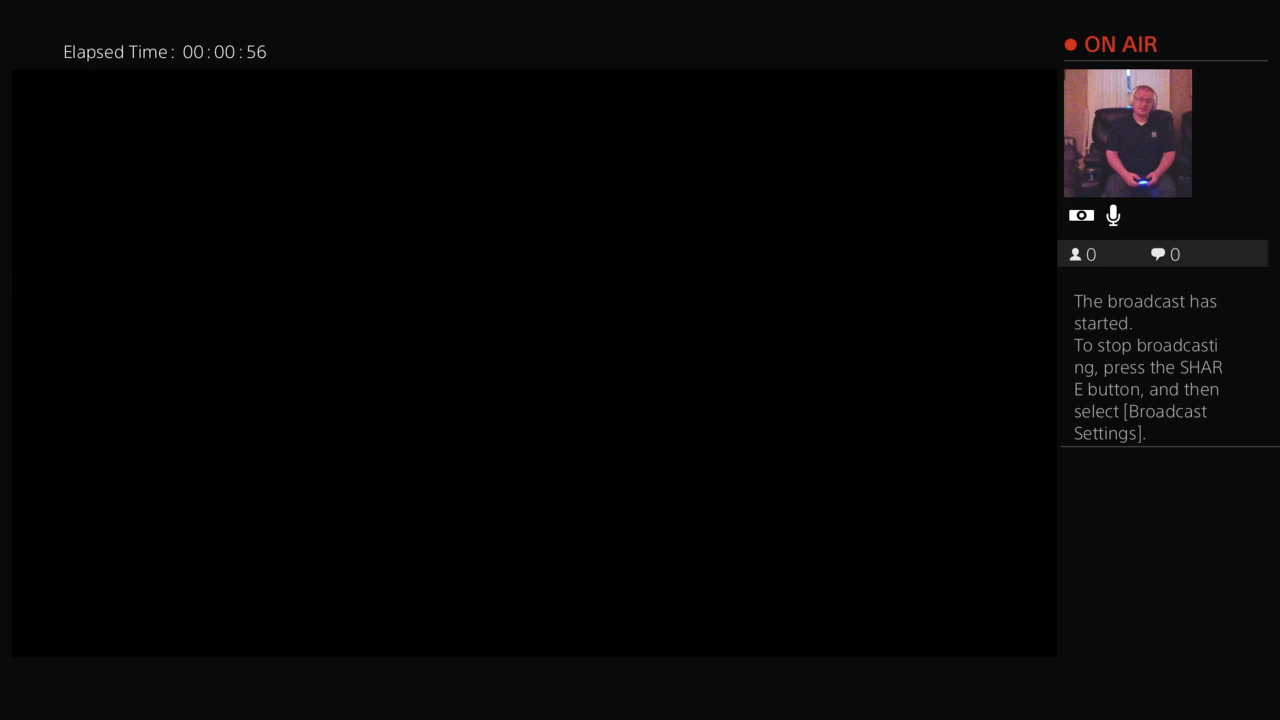 Elapsed Time: 00:00:56
ON AIR
0 0
The broadcast has
started.
To stop broadcasti
ng, press the SHAR
E button, and then
select [Broadcast
Settings].